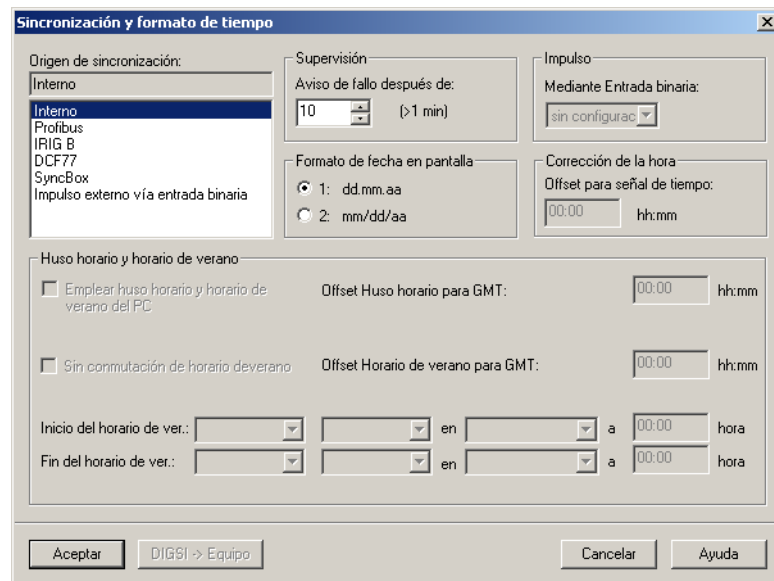 Sincronización y formato de tiempo
Origen de sincronización:
Interno
Interno
Profibus
IRIG B
DCF77
SyncBox
Impulso externo vía entrada binaria
Supervisión
Aviso de fallo después de:
10 (>1 min)
Impulso
Mediante Entrada binaria:
sin configurac
Formato de fecha en pantalla
1: dd.mm.aa
2: mm/dd/aa
Corrección de la hora
Offset para señal de tiempo:
00:00 hh:mm
Huso horario y horario de verano
Emplear huso horario y horario de
verano del PC
Offset Huso horario para GMT: 00:00 hh:mm
Sin conmutación de horario deverano
Offset Horario de verano para GMT: 00:00 hh:mm
Inicio del horario de ver.: en a 00:00 hora
Fin del horario de ver.: en a 00:00 hora
Aceptar
DIGSI -> Equipo
Cancelar
Ayuda